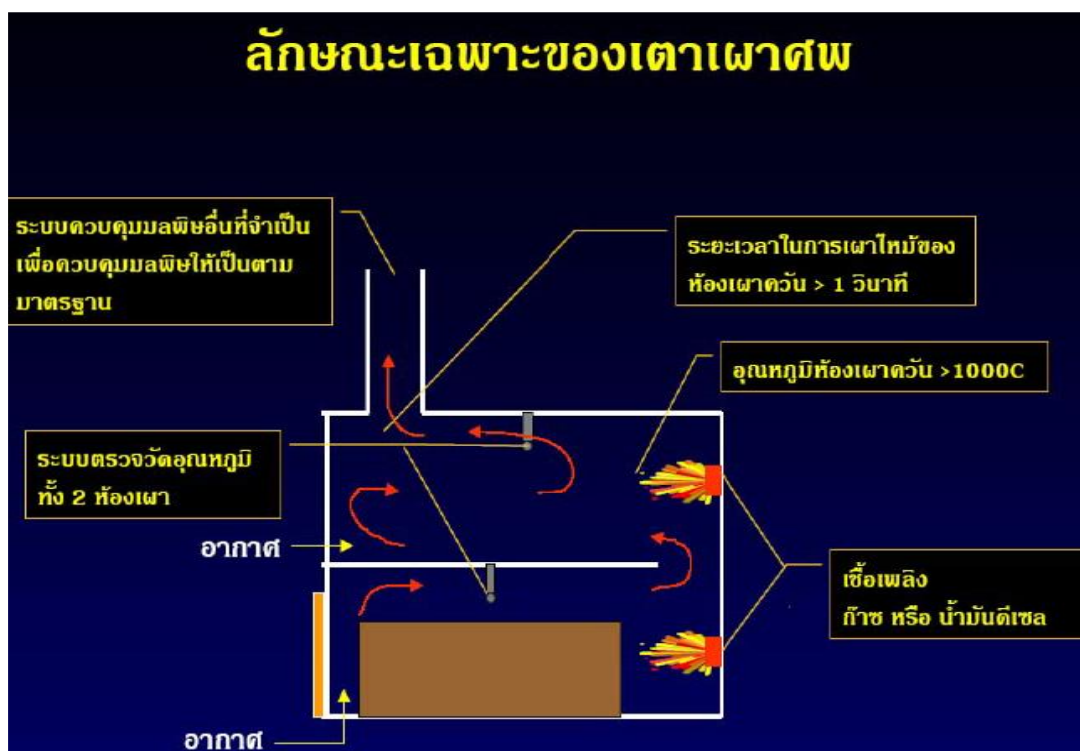 ลักษณะเฉพาะของเตาเผาศพ
ระบบควบคุมมลพิษอื่นที่จำเป็น
เพื่อควบคุมมลพิษให้เป็นตาม
มาตรฐาน
ระยะเวลาในการเผาไหม้ของ
ห้องเผาควัน > 1 วินาที
อุณหภูมิห้องเผาควัน >1000C
ระบบตรวจวัดอุณหภูมิ
ทั้ง 2 ห้องเผา
อากาศ
เชื้อเพลิง
ก๊าซ หรือ น้ำมันดีเซล
อากาศ